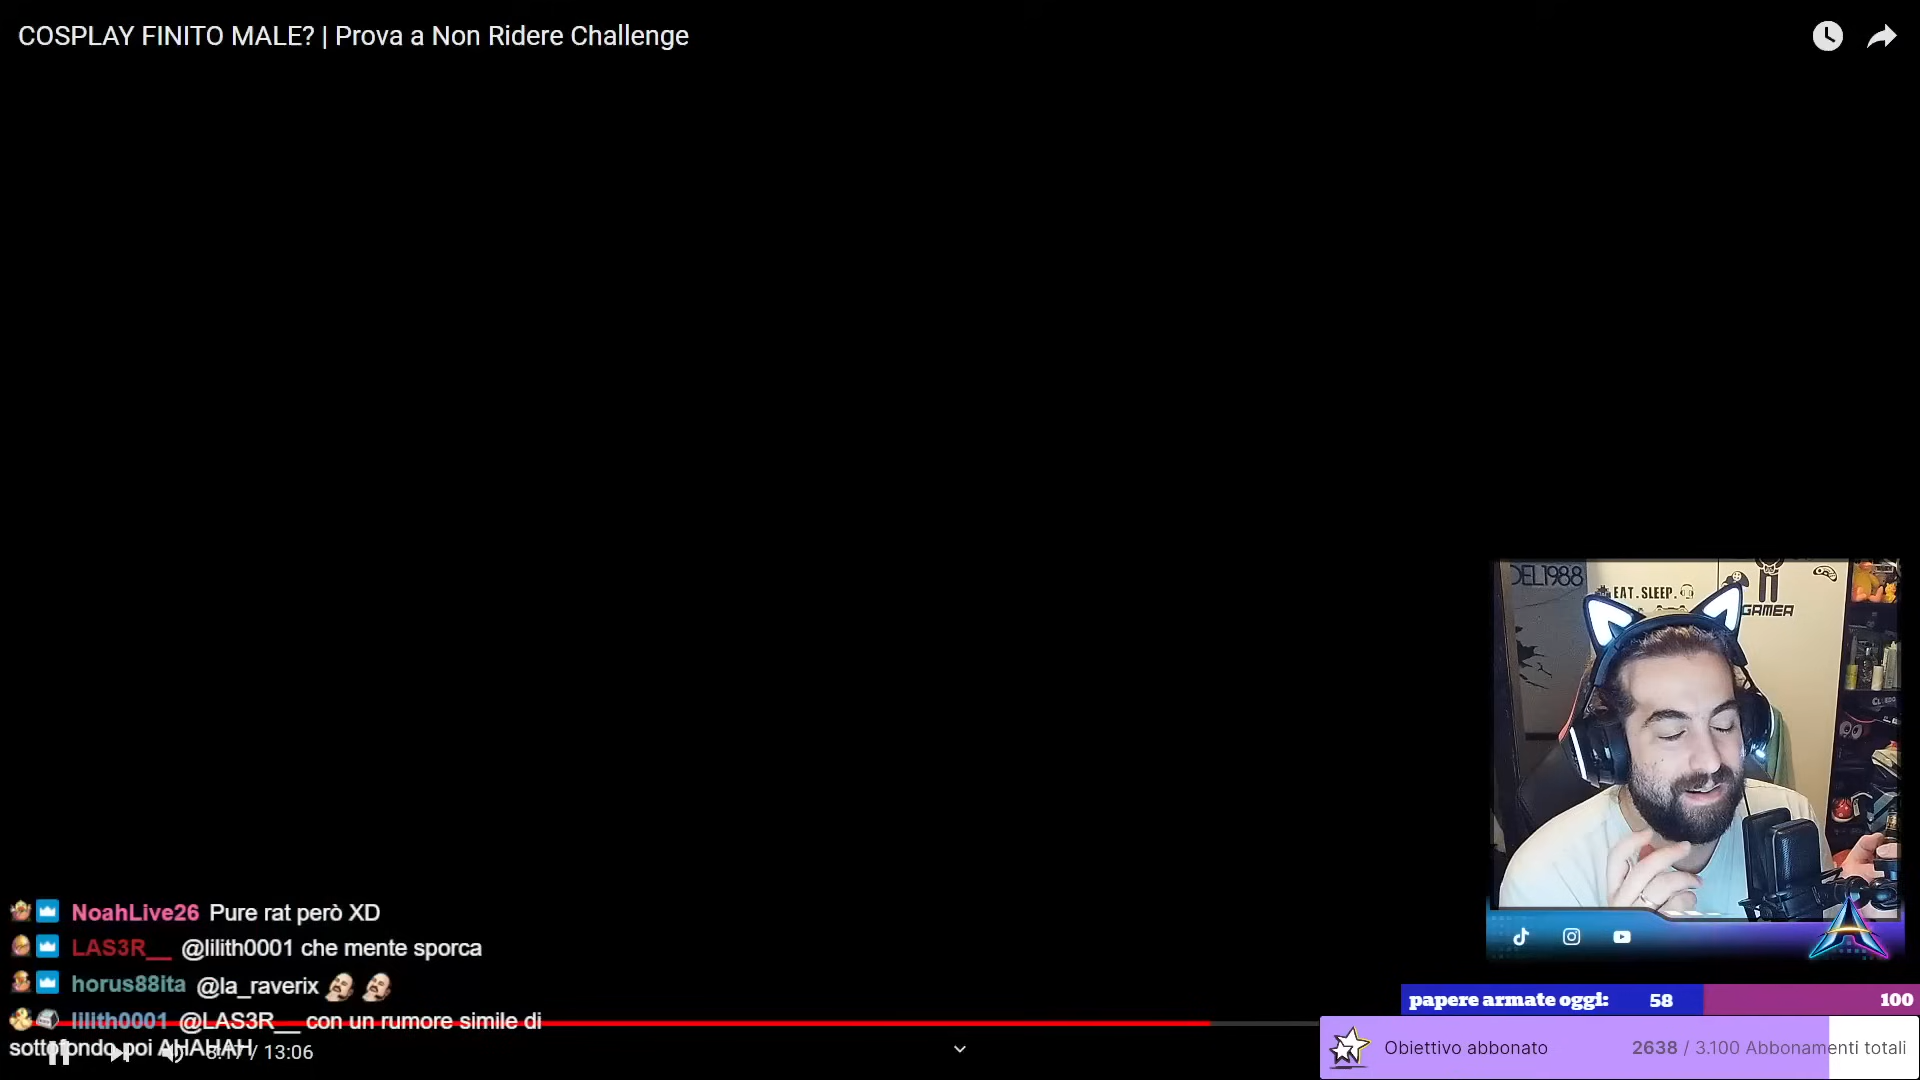 COSPLAY FINITO MALE? | Prova a Non Ridere Challenge
DEL1988
EAT.SLEEP.
GAMER
NoahLive26 Pure rat però XD
LAS3R__ @lilith0001 che mente sporca
horus88ita @la_raverix
lilith0001 @LAS3R__ con un rumore simile di
sottofondo poi AHAHAH
/ 13:06
papere armate oggi: 58 100
Obiettivo abbonato 2638 / 3.100 Abbonamenti totali